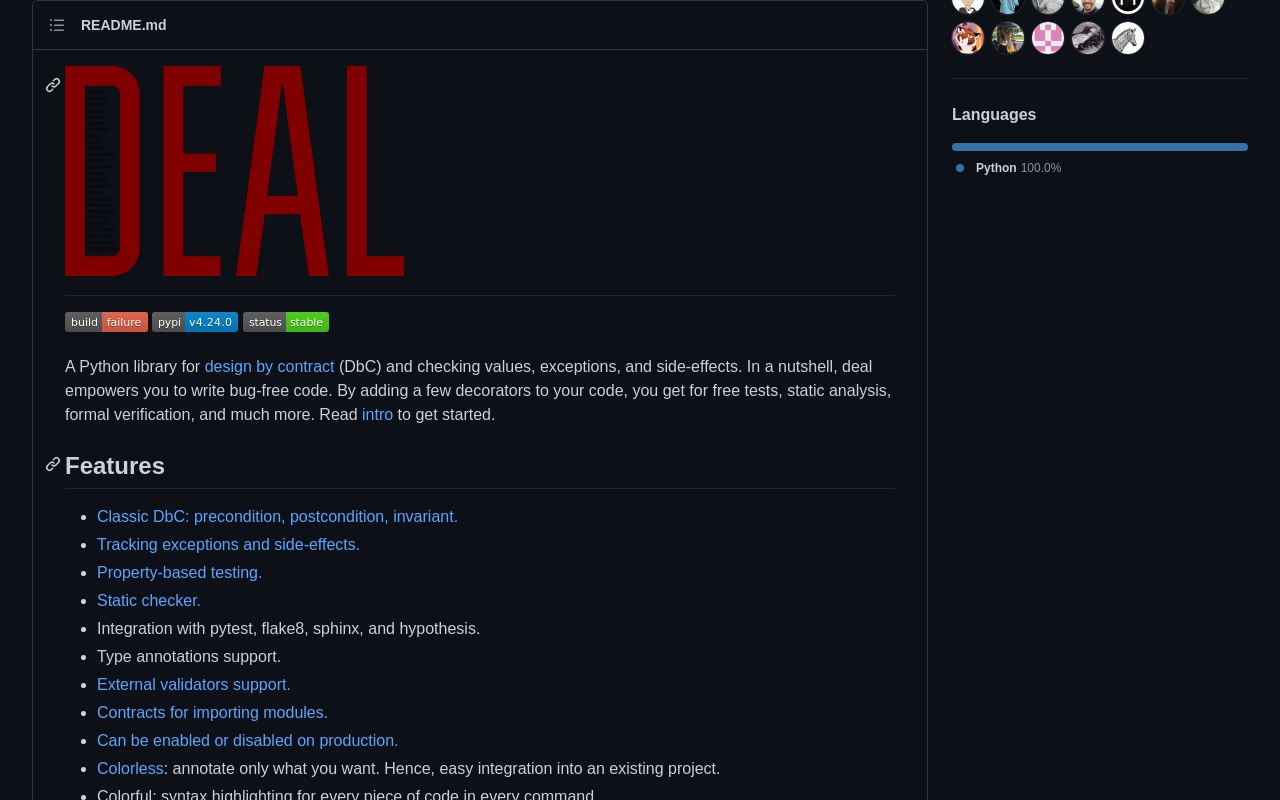 README.md
DEAL
build failure pypi v4.24.0 status stable
A Python library for design by contract (DbC) and checking values, exceptions, and side-effects. In a nutshell, deal
empowers you to write bug-free code. By adding a few decorators to your code, you get for free tests, static analysis,
formal verification, and much more. Read intro to get started.
Features
Classic DbC: precondition, postcondition, invariant.
Tracking exceptions and side-effects.
Property-based testing.
Static checker.
Integration with pytest, flake8, sphinx, and hypothesis.
Type annotations support.
External validators support.
Contracts for importing modules.
Can be enabled or disabled on production.
Colorless: annotate only what you want. Hence, easy integration into an existing project.
Colorful: syntax highlighting for every piece of code in every command.
Languages
Python 100.0%